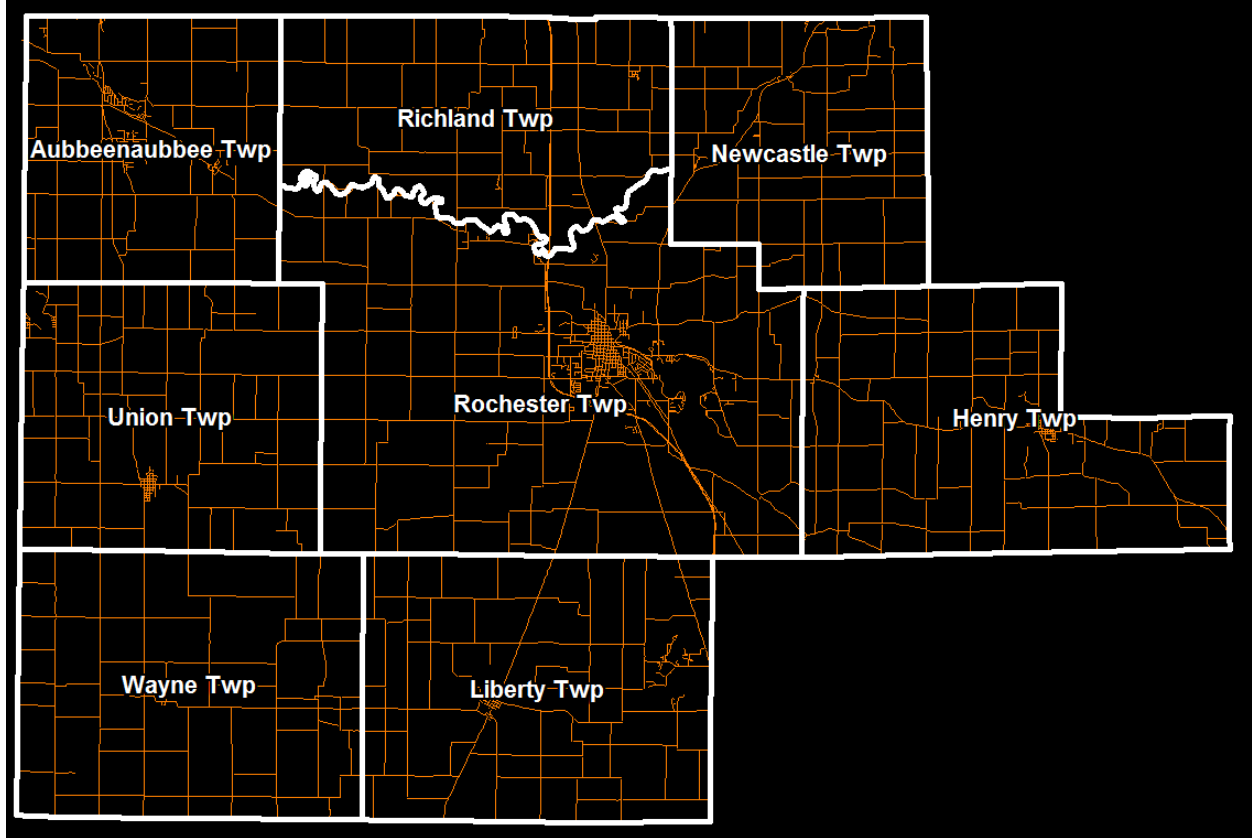 Richland Twp
Aubbeenaubbee Twp
Newcastle Twp
Rochester Twp
Union Twp
Henry Twp
Wayne Twp
Liberty Twp